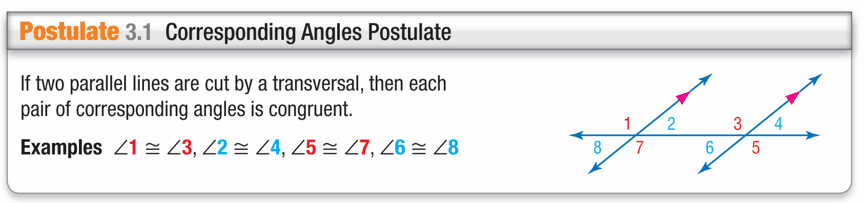 Postulate 3.1 Corresponding Angles Postulate
If two parallel lines are cut by a transversal, then each
pair of corresponding angles is congruent.
Examples ∠1 ≅ ∠3, ∠2 ≅ ∠4, ∠5 ≅ ∠7, ∠6 ≅ ∠8
1 2 3 4
8 7 6 5